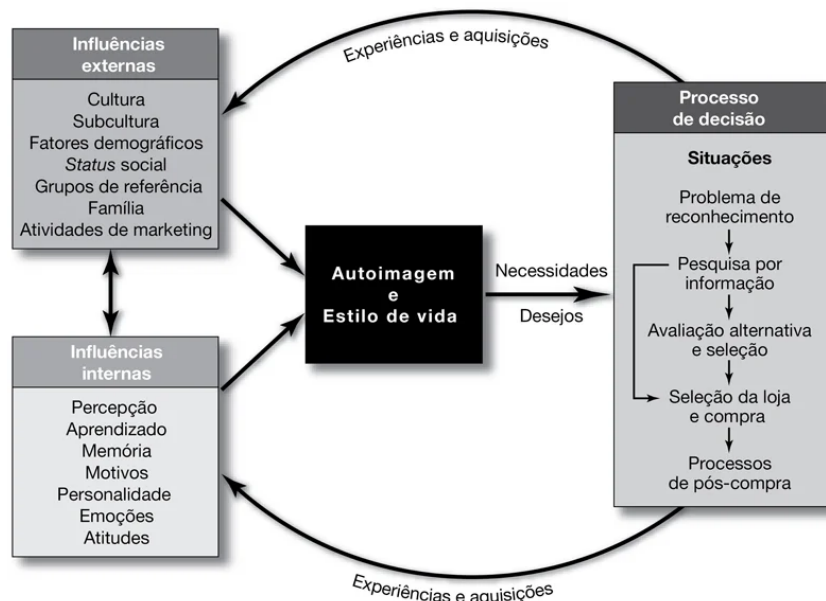 Influências
externas
Cultura
Subcultura
Fatores demográficos
Status social
Grupos de referência
Família
Atividades de marketing
Influências
internas
Percepção
Aprendizado
Memória
Motivos
Personalidade
Emoções
Atitudes
Experiências e aquisições
Autoimagem
e
Estilo de vida
Necessidades
Desejos
Experiências e aquisições
Processo
de decisão
Situações
Problema de
reconhecimento
Pesquisa por
informação
Avaliação alternativa
e seleção
Seleção da loja
e compra
Processos
de pós-compra